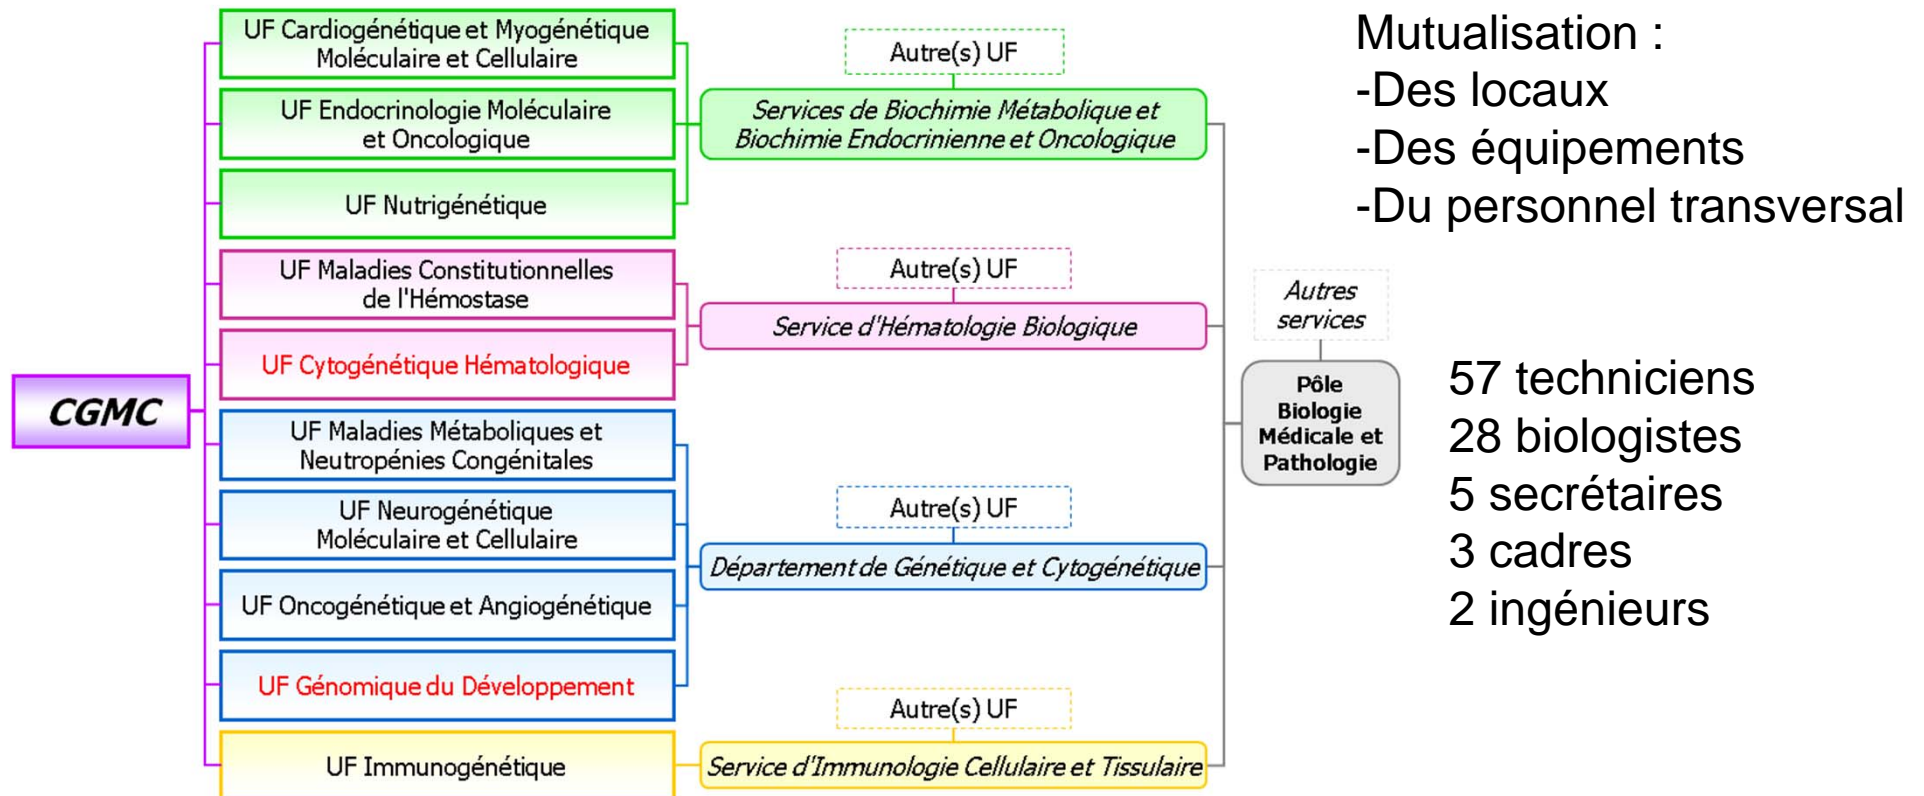 CGMC
UF Cardiogénétique et Myogénétique
Moléculaire et Cellulaire
UF Endocrinologie Moléculaire
et Oncologique
UF Nutrigénétique
UF Maladies Constitutionnelles
de l'Hémostase
UF Cytogénétique Hématologique
UF Maladies Métaboliques et
Neutropénies Congénitales
UF Neurogénétique
Moléculaire et Cellulaire
UF Oncogénétique et Angiogénétique
UF Génomique du Développement
UF Immunogénétique
Autre(s) UF
Services de Biochimie Métabolique et
Biochimie Endocrinienne et Oncologique
Autre(s) UF
Service d'Hématologie Biologique
Autre(s) UF
Département de Génétique et Cytogénétique
Autre(s) UF
Service d'Immunologie Cellulaire et Tissulaire
Autres
services
Pôle
Biologie
Médicale et
Pathologie
Mutualisation :
-Des locaux
-Des équipements
-Du personnel transversal
57 techniciens
28 biologistes
5 secrétaires
3 cadres
2 ingénieurs